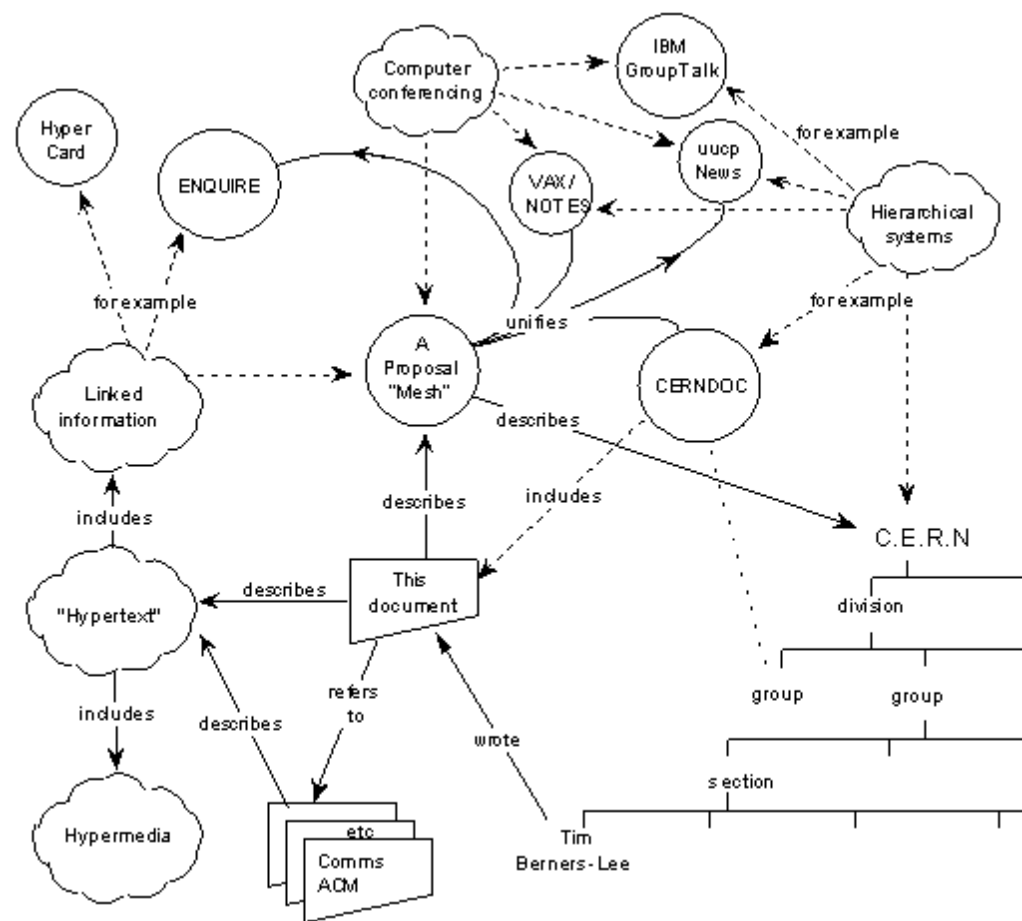 IBM
GroupTalk
Computer
conferencing
Hyper
Card
for example
uucp
News
ENQUIRE
VAX/
NOTES
Hierarchical
systems
for example
for example
unifies
A
Proposal
"Mesh"
CERNDOC
Linked
information
describes
includes
describes
includes
C.E.R.N
This
document
describes
"Hypertext"
division
refers
to
group
group
includes
describes
wrote
section
Hypermedia
etc
Tim
Berners-Lee
Comms
ACM